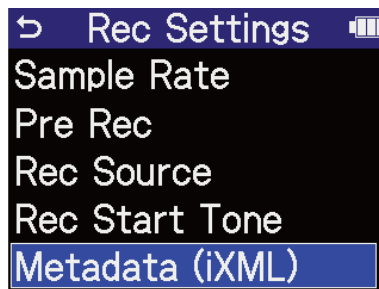 Rec Settings
Sample Rate
Pre Rec
Rec Source
Rec Start Tone
Metadata (iXML)